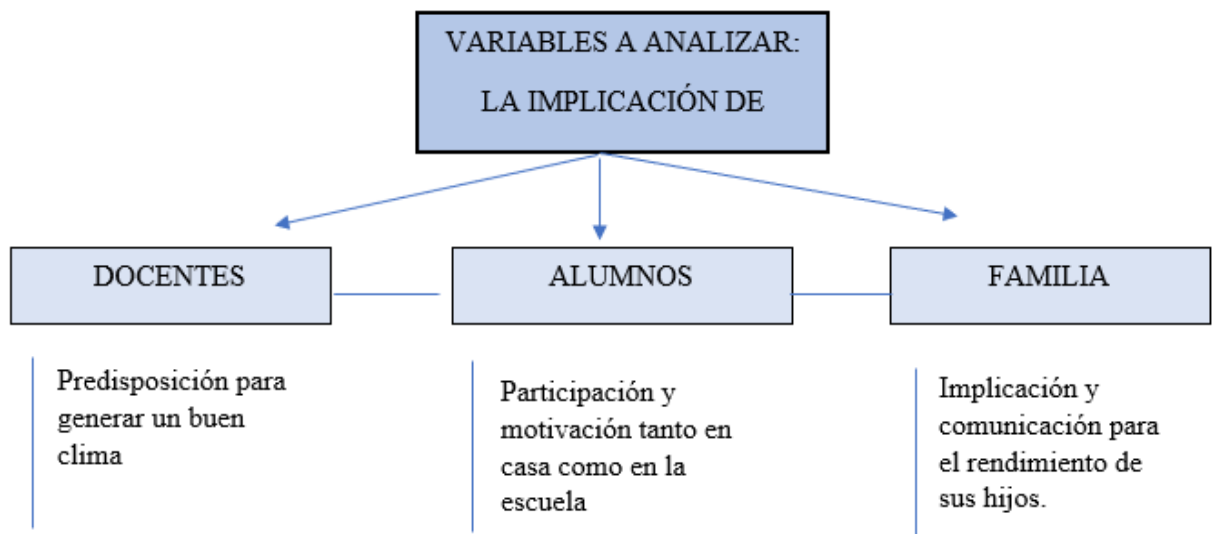 VARIABLES A ANALIZAR:
LA IMPLICACIÓN DE
DOCENTES
ALUMNOS
FAMILIA
Predisposición para
generar un buen
clima
Participación y
motivación tanto en
casa como en la
escuela
Implicación y
comunicación para
el rendimiento de
sus hijos.